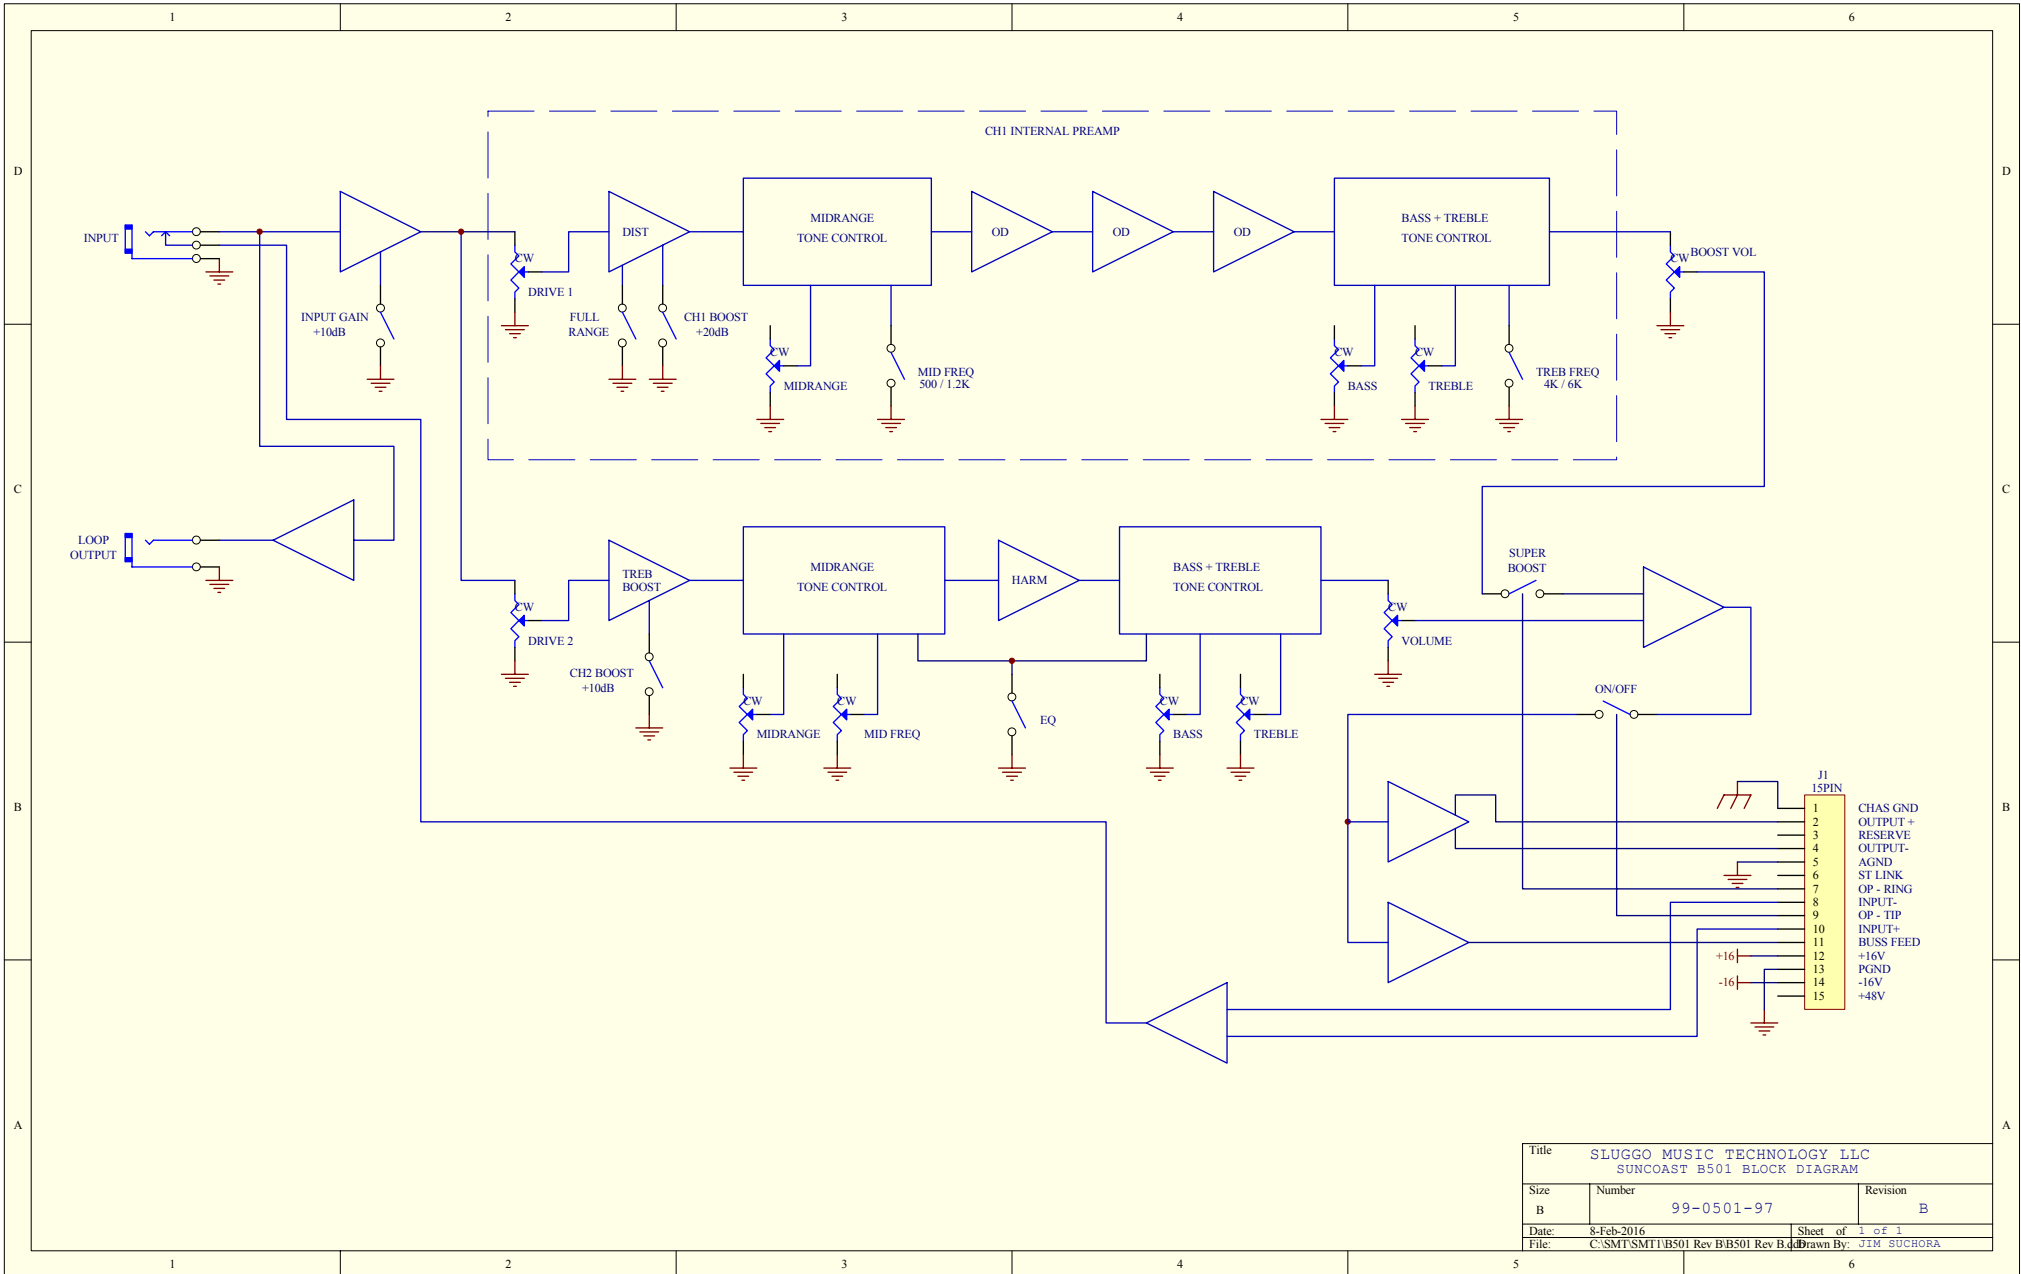 1 2 3 4 5 6
CH1 INTERNAL PREAMP
D D
INPUT
INPUT GAIN
+10dB
CW
DRIVE 1
DIST
FULL
RANGE
CH1 BOOST
+20dB
MIDRANGE
TONE CONTROL
CW
MIDRANGE
MID FREQ
500 / 1.2K
OD
OD
OD
BASS + TREBLE
TONE CONTROL
CW
BASS
CW
TREBLE
TREB FREQ
4K / 6K
CW
BOOST VOL
C C
LOOP
OUTPUT
CW
DRIVE 2
TREB
BOOST
CH2 BOOST
+10dB
MIDRANGE
TONE CONTROL
CW
MIDRANGE
CW
MID FREQ
HARM
EQ
BASS + TREBLE
TONE CONTROL
CW
BASS
CW
TREBLE
CW
VOLUME
SUPER
BOOST
ON/OFF
B B
J1
15PIN
1 CHAS GND
2 OUTPUT +
3 RESERVE
4 OUTPUT-
5 AGND
6 ST LINK
7 OP - RING
8 INPUT-
9 OP - TIP
10 INPUT+
11 BUSS FEED
+16 12 +16V
13 PGND
-16 14 -16V
15 +48V
A A
Title SLUGGO MUSIC TECHNOLOGY LLC
SUNCOAST B501 BLOCK DIAGRAM
Size Number Revision
B 99-0501-97 B
Date: 8-Feb-2016 Sheet of 1 of 1
File: C:\SMT\SMT1\B501 Rev B\B501 Rev B.ddb Drawn By: JIM SUCHORA
1 2 3 4 5 6